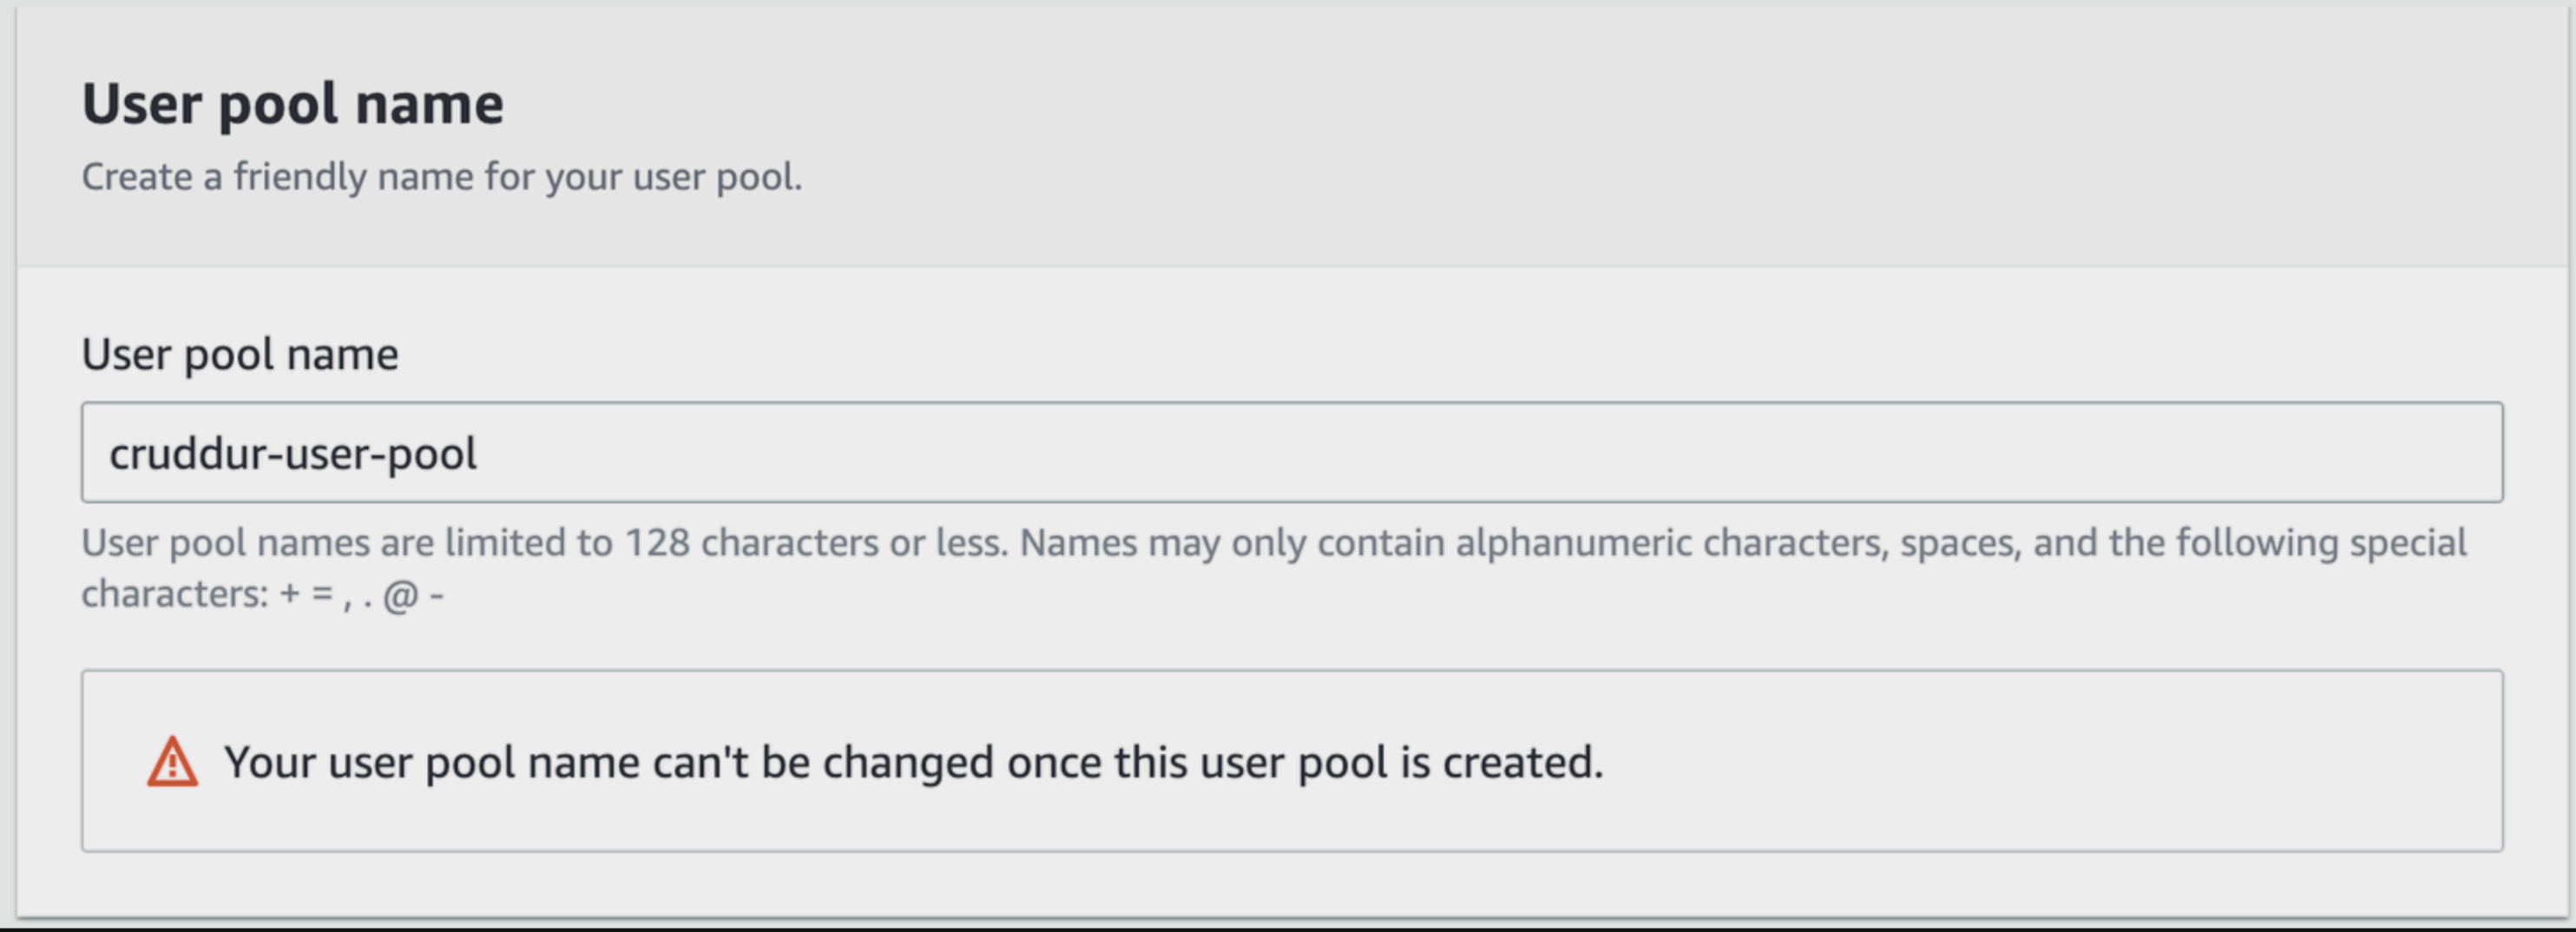 User pool name
Create a friendly name for your user pool.
User pool name
cruddur-user-pool
User pool names are limited to 128 characters or less. Names may only contain alphanumeric characters, spaces, and the following special
characters: + = , . @ -
Your user pool name can't be changed once this user pool is created.